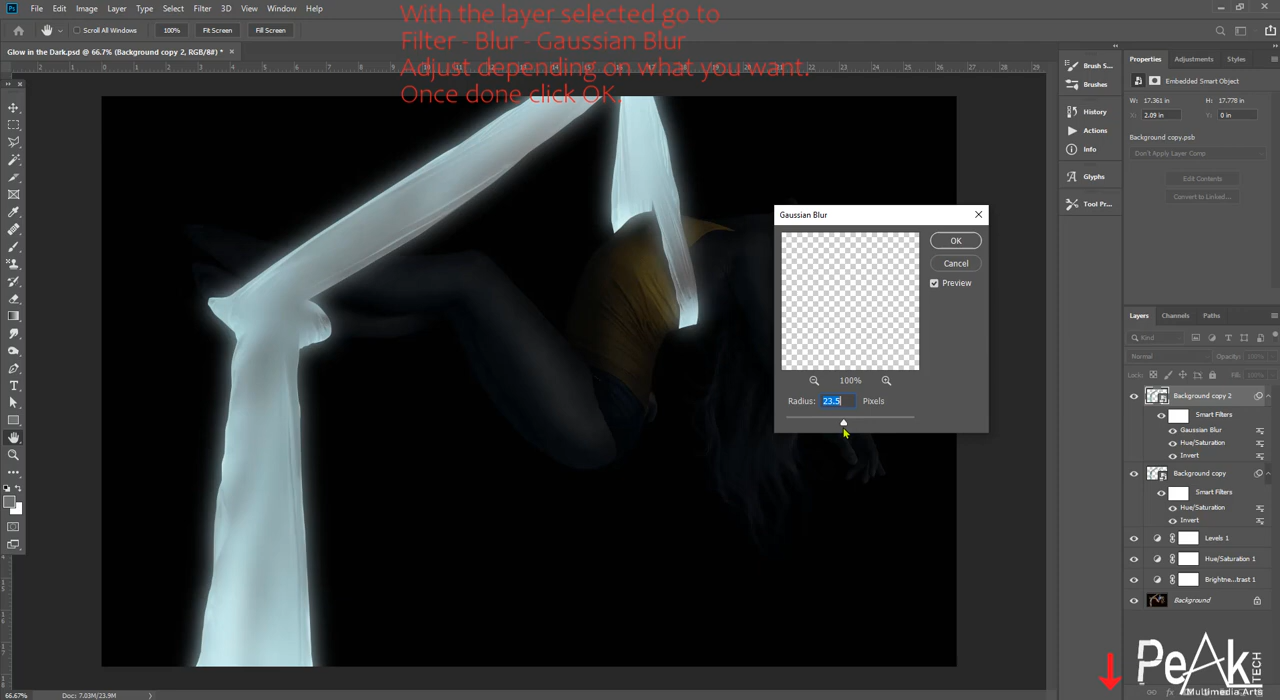 File Edit Image Layer Type Select Filter 3D View Window Help
With the layer selected go to
Filter - Blur - Gaussian Blur
Adjust depending on what you want.
Once done click OK.
Scroll All Windows 100% Fit Screen Fill Screen
Glow in the Dark.psd @ 66.7% (Background copy 2, RGB/8#) *
Brush S...
Brushes
History
Actions
Info
Glyphs
Tool Pr...
Properties Adjustments Styles
Embedded Smart Object
W: 17.361 in H: 17.778 in
X: 2.09 in Y: 0 in
Background copy.psb
Don't Apply Layer Comp
Edit Contents
Convert to Linked...
Gaussian Blur
OK
Cancel
Preview
100%
Radius: 23.5 Pixels
Layers Channels Paths
Kind
Normal Opacity: 100%
Lock: Fill: 100%
Background copy 2
Smart Filters
Gaussian Blur
Hue/Saturation
Invert
Background copy
Smart Filters
Hue/Saturation
Invert
Levels 1
Hue/Saturation 1
Brightne...trast 1
Background
PeAk TECH
Multimedia Arts
66.67% Doc: 7.03M/23.9M